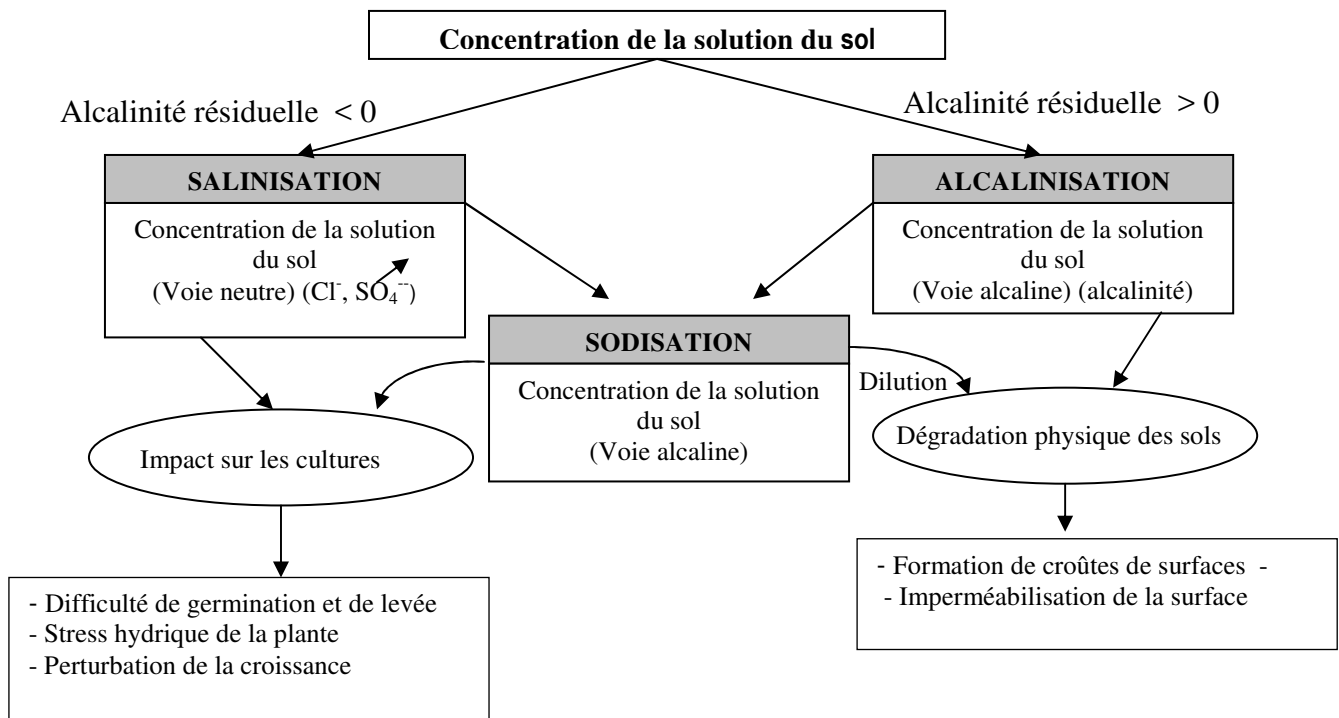 Concentration de la solution du sol
Alcalinité résiduelle < 0
Alcalinité résiduelle > 0
SALINISATION
Concentration de la solution
du sol
(Voie neutre) (Cl⁻, SO₄⁻⁻)
ALCALINISATION
Concentration de la solution
du sol
(Voie alcaline) (alcalinité)
SODISATION
Concentration de la solution
du sol
(Voie alcaline)
Dilution
Impact sur les cultures
Dégradation physique des sols
- Difficulté de germination et de levée
- Stress hydrique de la plante
- Perturbation de la croissance
- Formation de croûtes de surfaces -
- Imperméabilisation de la surface